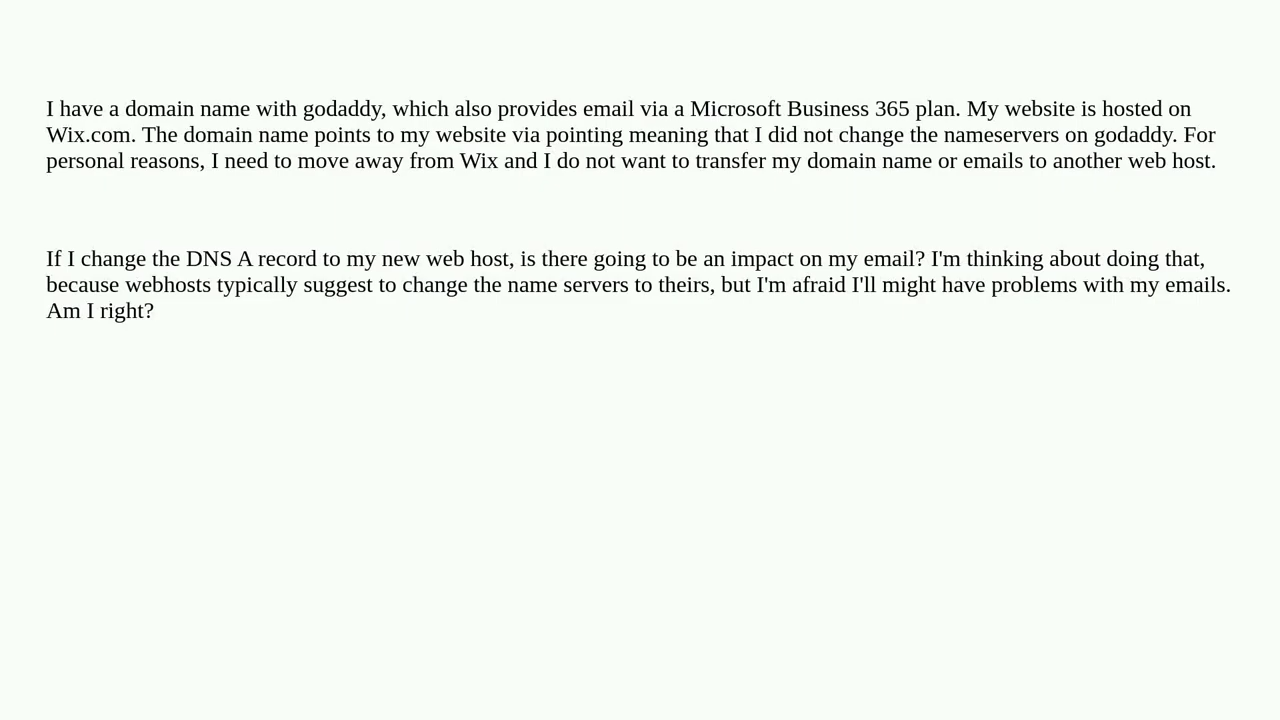 I have a domain name with godaddy, which also provides email via a Microsoft Business 365 plan. My website is hosted on
Wix.com. The domain name points to my website via pointing meaning that I did not change the nameservers on godaddy. For
personal reasons, I need to move away from Wix and I do not want to transfer my domain name or emails to another web host.
If I change the DNS A record to my new web host, is there going to be an impact on my email? I'm thinking about doing that,
because webhosts typically suggest to change the name servers to theirs, but I'm afraid I'll might have problems with my emails.
Am I right?